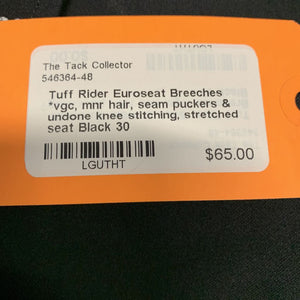 The Tack Collector
546364-48
Tuff Rider Euroseat Breeches
*vgc, mnr hair, seam puckers &
undone knee stitching, stretched
seat Black 30
LGUTHT
$65.00